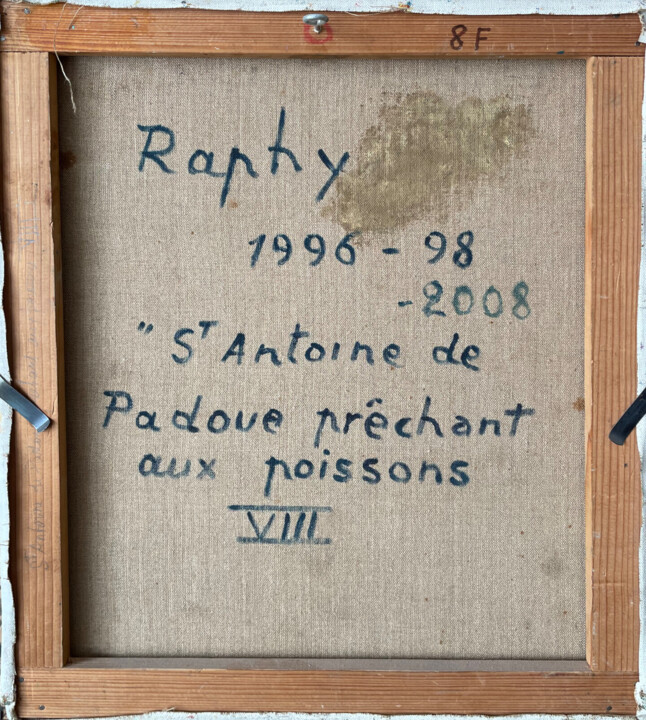 8F
Raphy
1996 - 98
- 2008
" Sᵀ Antoine de
Padoue prêchant
aux poissons
VIII